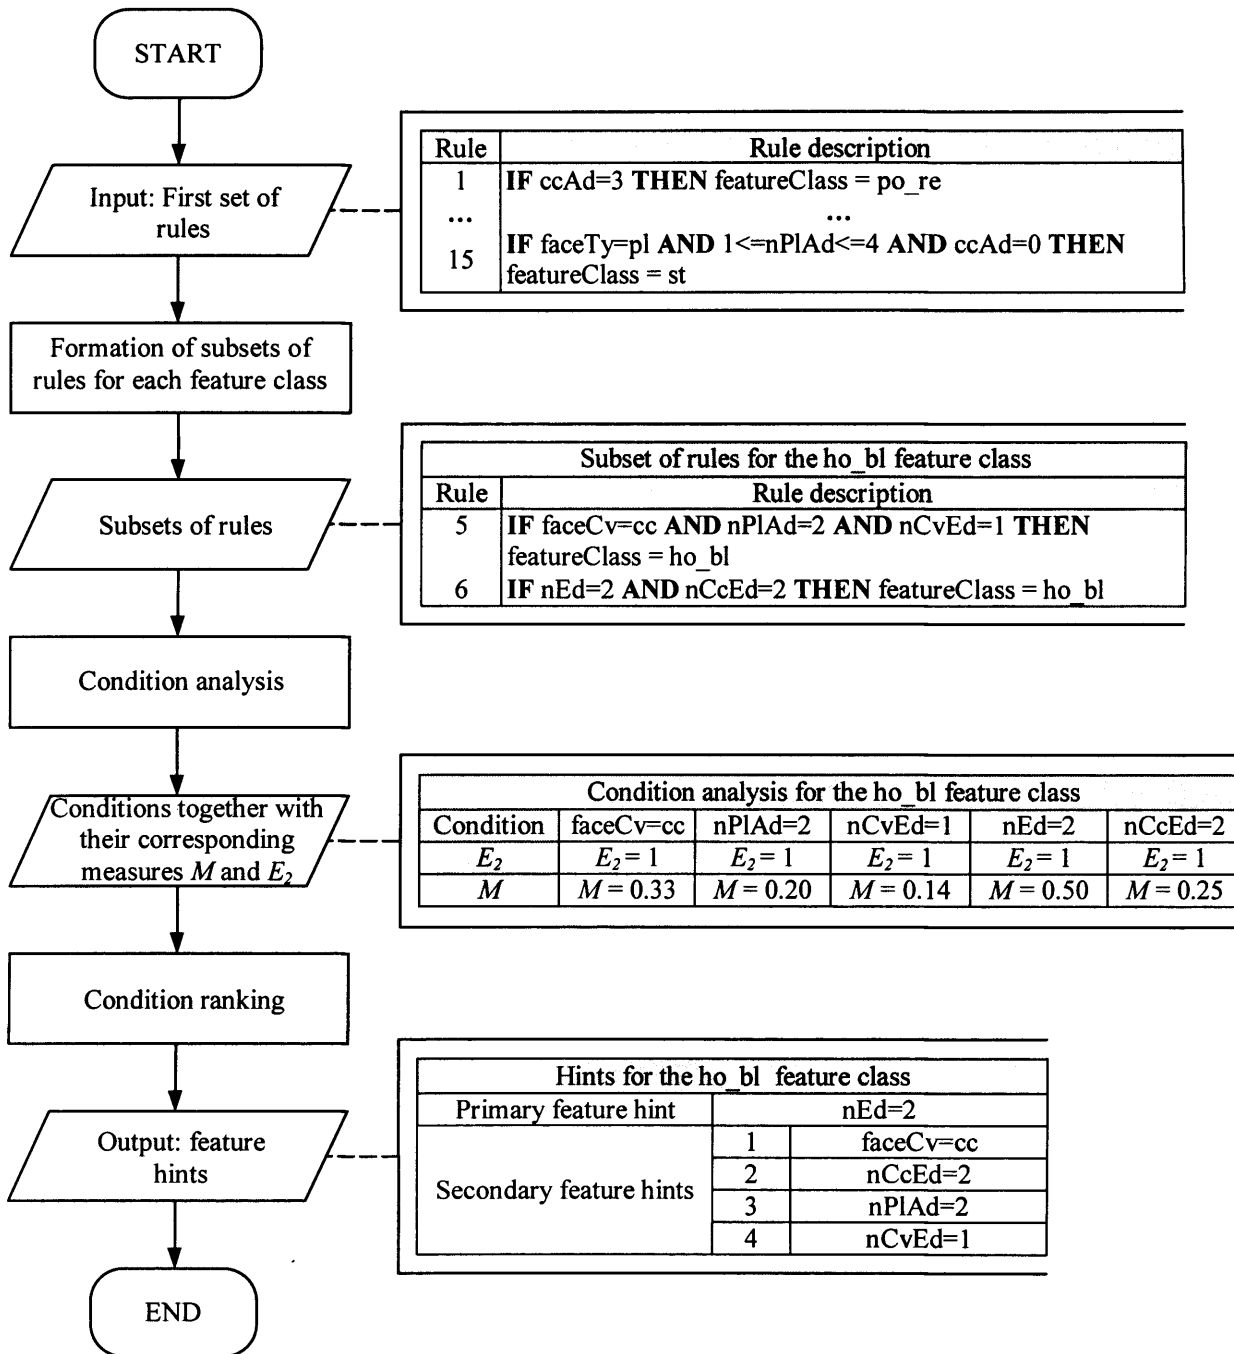 START
Input: First set of
rules
Rule Rule description
1 IF ccAd=3 THEN featureClass = po_re
... ...
15 IF faceTy=pl AND 1<=nPlAd<=4 AND ccAd=0 THEN
featureClass = st
Formation of subsets of
rules for each feature class
Subsets of rules
Subset of rules for the ho_bl feature class
Rule Rule description
5 IF faceCv=cc AND nPlAd=2 AND nCvEd=1 THEN
featureClass = ho_bl
6 IF nEd=2 AND nCcEd=2 THEN featureClass = ho_bl
Condition analysis
Conditions together with
their corresponding
measures M and E2
Condition analysis for the ho_bl feature class
Condition faceCv=cc nPlAd=2 nCvEd=1 nEd=2 nCcEd=2
E2 E2 = 1 E2 = 1 E2 = 1 E2 = 1 E2 = 1
M M = 0.33 M = 0.20 M = 0.14 M = 0.50 M = 0.25
Condition ranking
Output: feature
hints
Hints for the ho_bl feature class
Primary feature hint nEd=2
Secondary feature hints
1 faceCv=cc
2 nCcEd=2
3 nPlAd=2
4 nCvEd=1
END